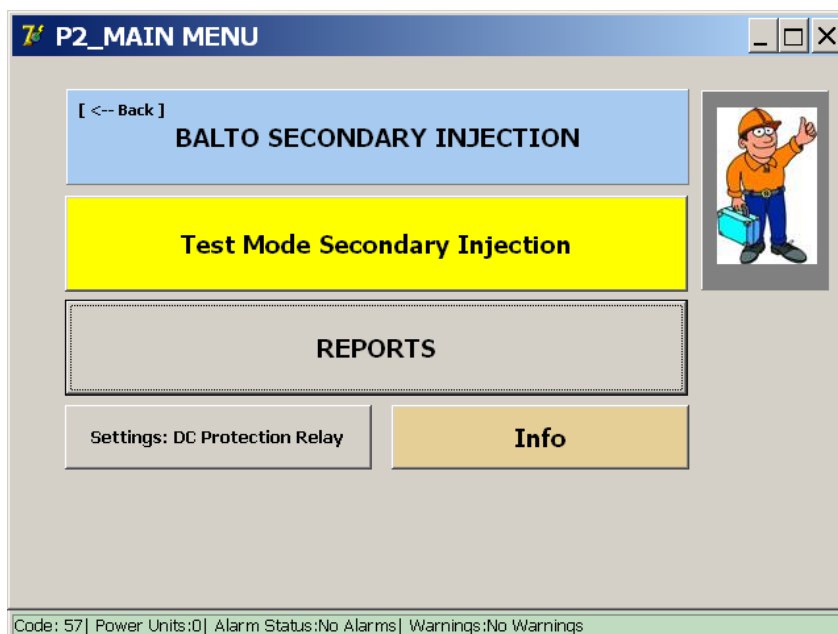 P2_MAIN MENU
[ <-- Back ]
BALTO SECONDARY INJECTION
Test Mode Secondary Injection
REPORTS
Settings: DC Protection Relay
Info
Code: 57| Power Units:0| Alarm Status:No Alarms| Warnings:No Warnings